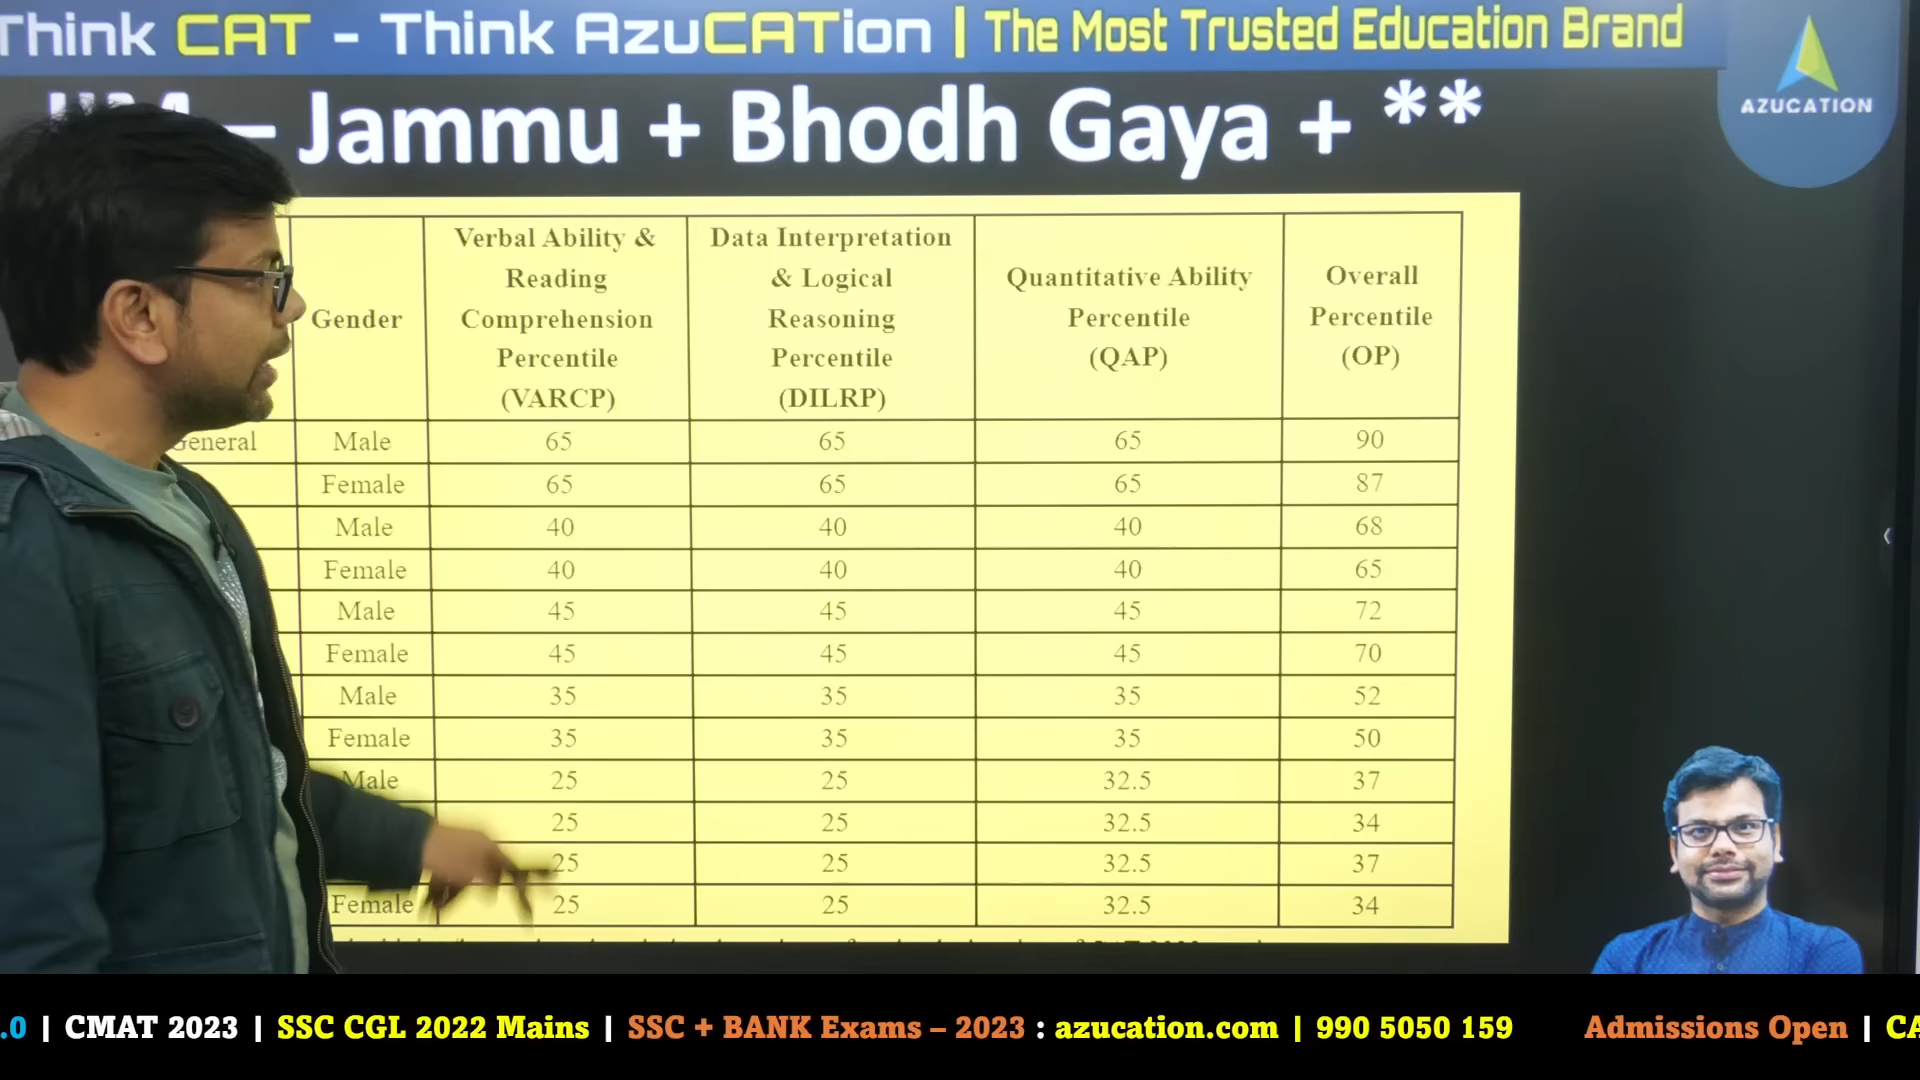 Think CAT - Think AzuCATion | The Most Trusted Education Brand
AZUCATION
– Jammu + Bhodh Gaya + **
Gender
Verbal Ability & Reading Comprehension Percentile (VARCP)
Data Interpretation & Logical Reasoning Percentile (DILRP)
Quantitative Ability Percentile (QAP)
Overall Percentile (OP)
General Male 65 65 65 90
Female 65 65 65 87
Male 40 40 40 68
Female 40 40 40 65
Male 45 45 45 72
Female 45 45 45 70
Male 35 35 35 52
Female 35 35 35 50
Male 25 25 32.5 37
25 25 32.5 34
25 25 32.5 37
Female 25 25 32.5 34
.0 | CMAT 2023 | SSC CGL 2022 Mains | SSC + BANK Exams – 2023 : azucation.com | 990 5050 159 Admissions Open | CA